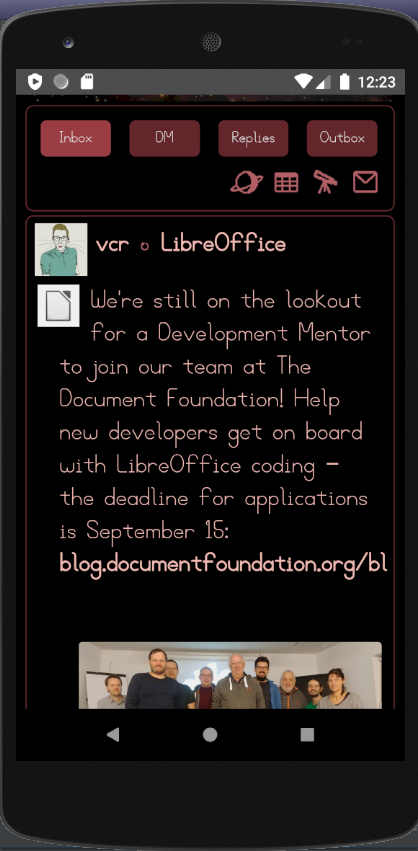 12:23
Inbox DM Replies Outbox
vcr LibreOffice
We're still on the lookout
for a Development Mentor
to join our team at The
Document Foundation! Help
new developers get on board
with LibreOffice coding –
the deadline for applications
is September 15:
blog.documentfoundation.org/bl